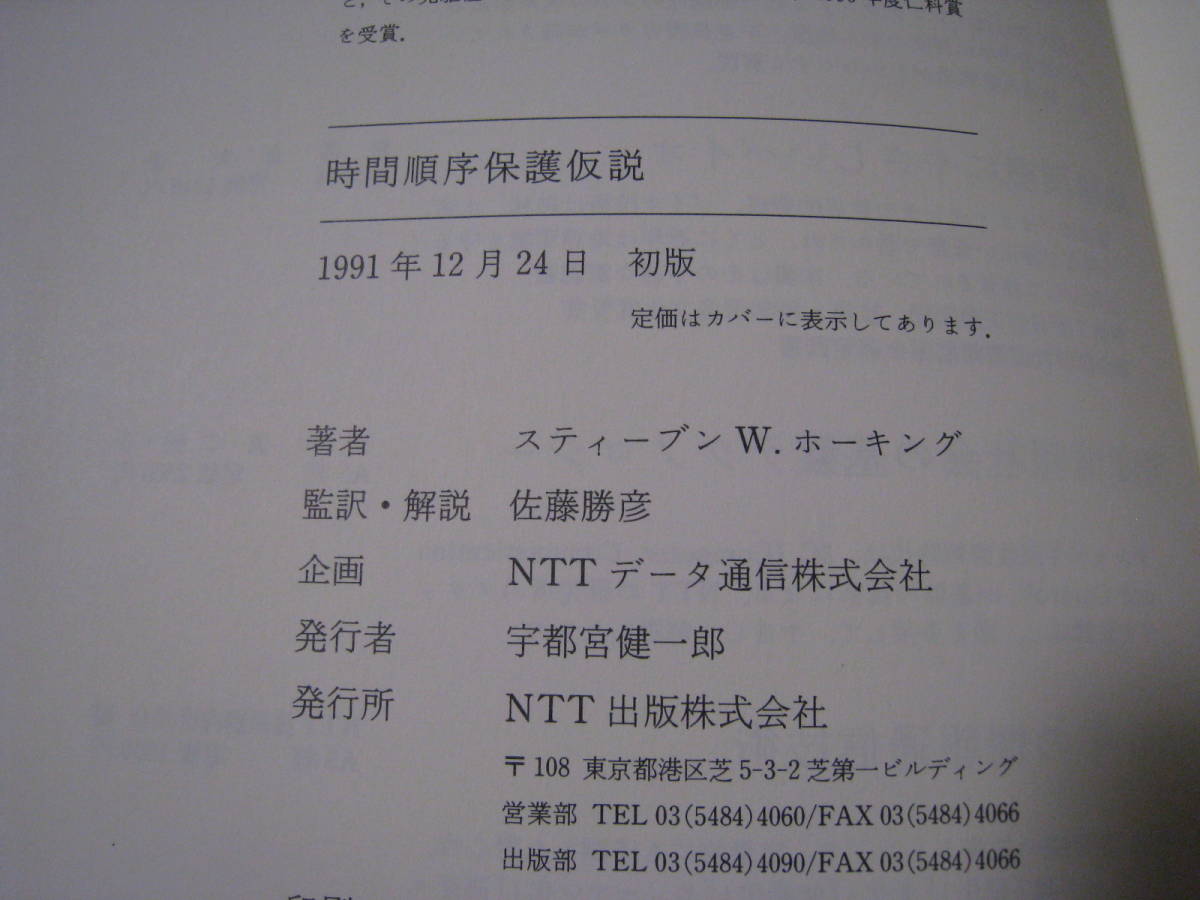 年度仁科賞
を受賞.
時間順序保護仮説
1991年12月24日 初版
定価はカバーに表示してあります.
著者 スティーブンW.ホーキング
監訳・解説 佐藤勝彦
企画 NTTデータ通信株式会社
発行者 宇都宮健一郎
発行所 NTT出版株式会社
〒108 東京都港区芝5-3-2芝第一ビルディング
営業部 TEL 03(5484)4060/FAX 03(5484)4066
出版部 TEL 03(5484)4090/FAX 03(5484)4066